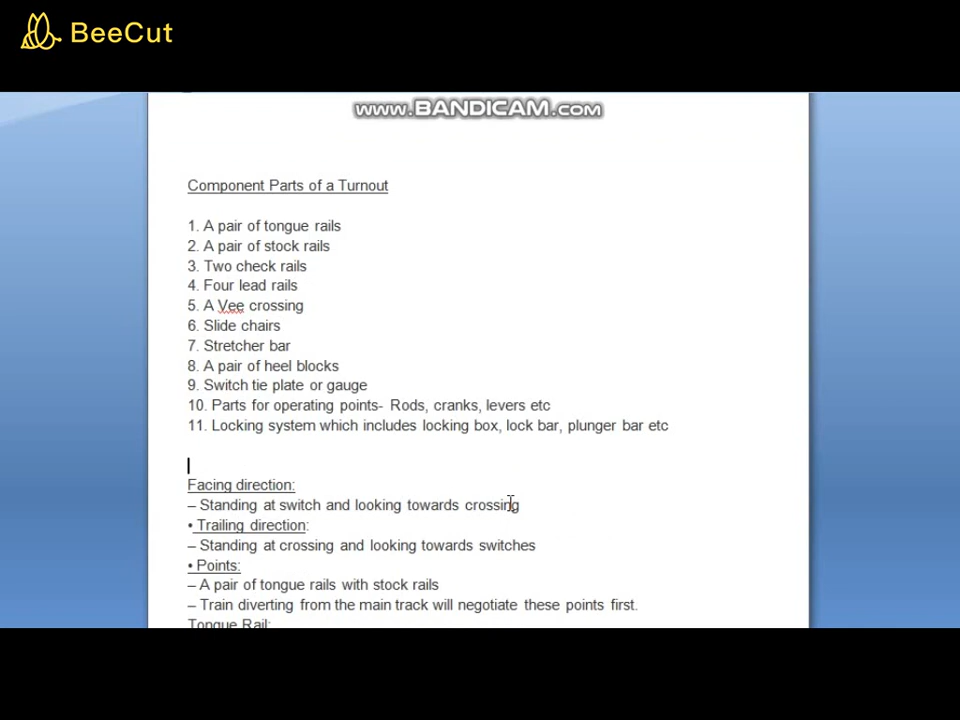 BeeCut
www.BANDICAM.com
Component Parts of a Turnout
1. A pair of tongue rails
2. A pair of stock rails
3. Two check rails
4. Four lead rails
5. A Vee crossing
6. Slide chairs
7. Stretcher bar
8. A pair of heel blocks
9. Switch tie plate or gauge
10. Parts for operating points- Rods, cranks, levers etc
11. Locking system which includes locking box, lock bar, plunger bar etc
Facing direction:
– Standing at switch and looking towards crossing
• Trailing direction:
– Standing at crossing and looking towards switches
• Points:
– A pair of tongue rails with stock rails
– Train diverting from the main track will negotiate these points first.
Tongue Rail: